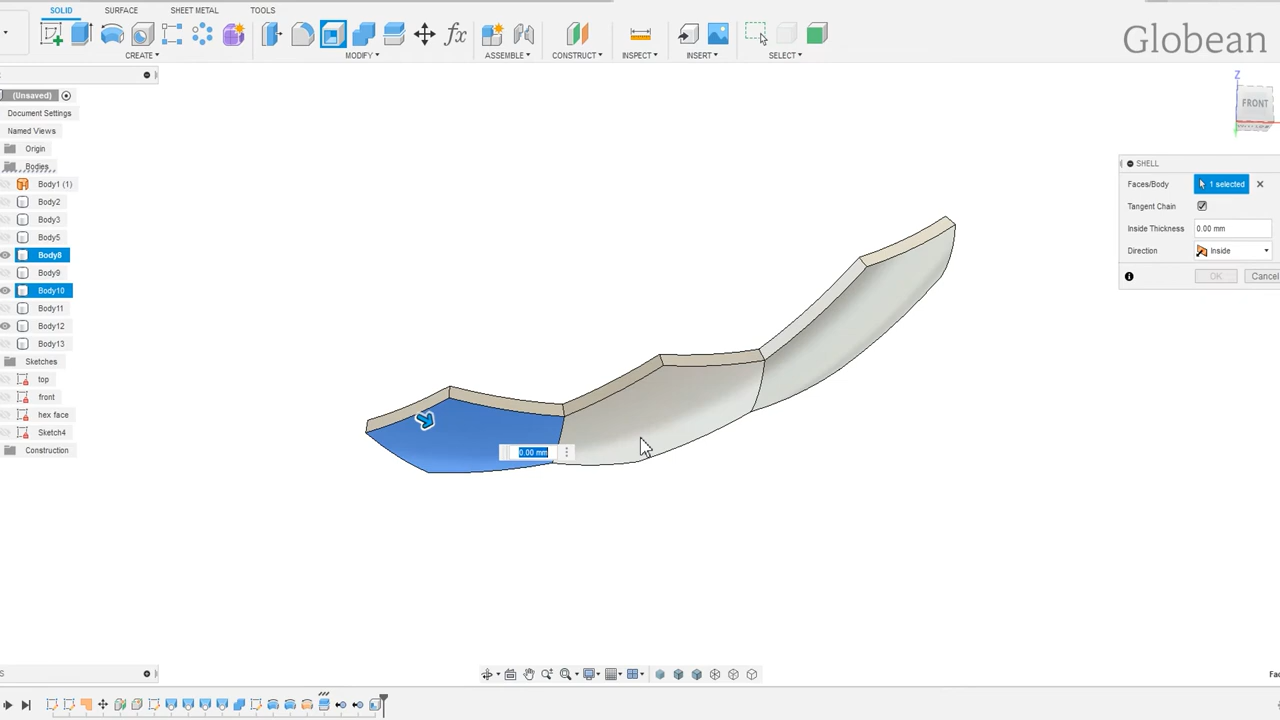 SOLID SURFACE SHEET METAL TOOLS
Globean
CREATE MODIFY ASSEMBLE CONSTRUCT INSPECT INSERT SELECT
Z
FRONT
(Unsaved)
Document Settings
Named Views
Origin
Bodies
Body1 (1)
Body2
Body3
Body5
Body8
Body9
Body10
Body11
Body12
Body13
Sketches
top
front
hex face
Sketch4
Construction
SHELL
Faces/Body 1 selected
Tangent Chain
Inside Thickness 0.00 mm
Direction Inside
OK Cancel
0.00 mm
S
Fac